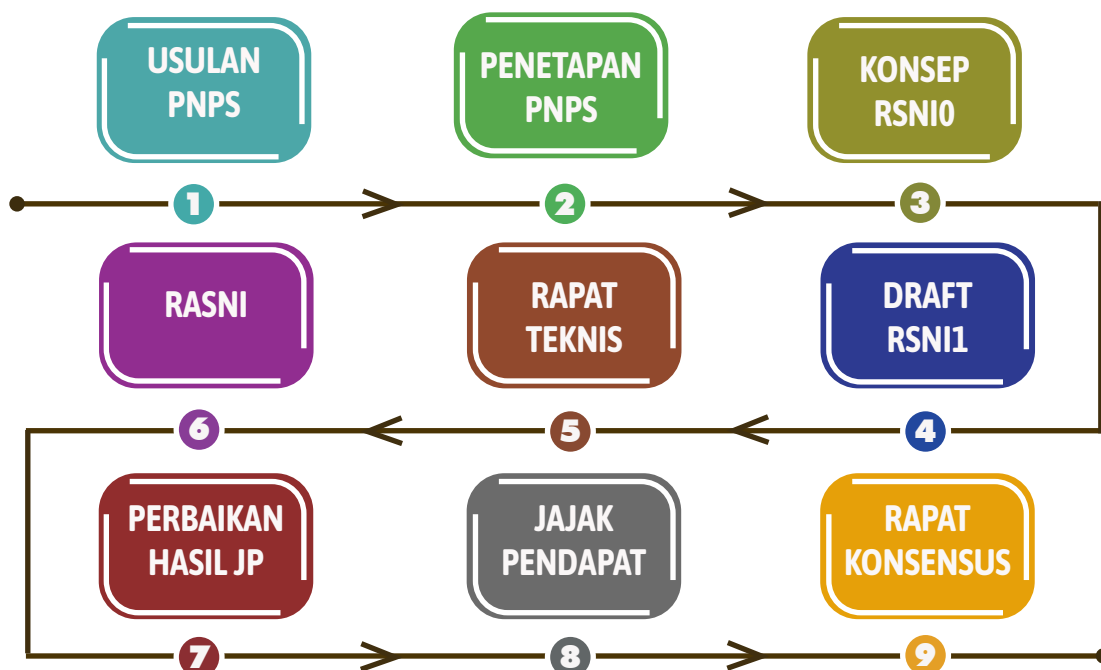 USULAN
PNPS
PENETAPAN
PNPS
KONSEP
RSNI0
1
2
3
RASNI
RAPAT
TEKNIS
DRAFT
RSNI1
6
5
4
PERBAIKAN
HASIL JP
JAJAK
PENDAPAT
RAPAT
KONSENSUS
7
8
9